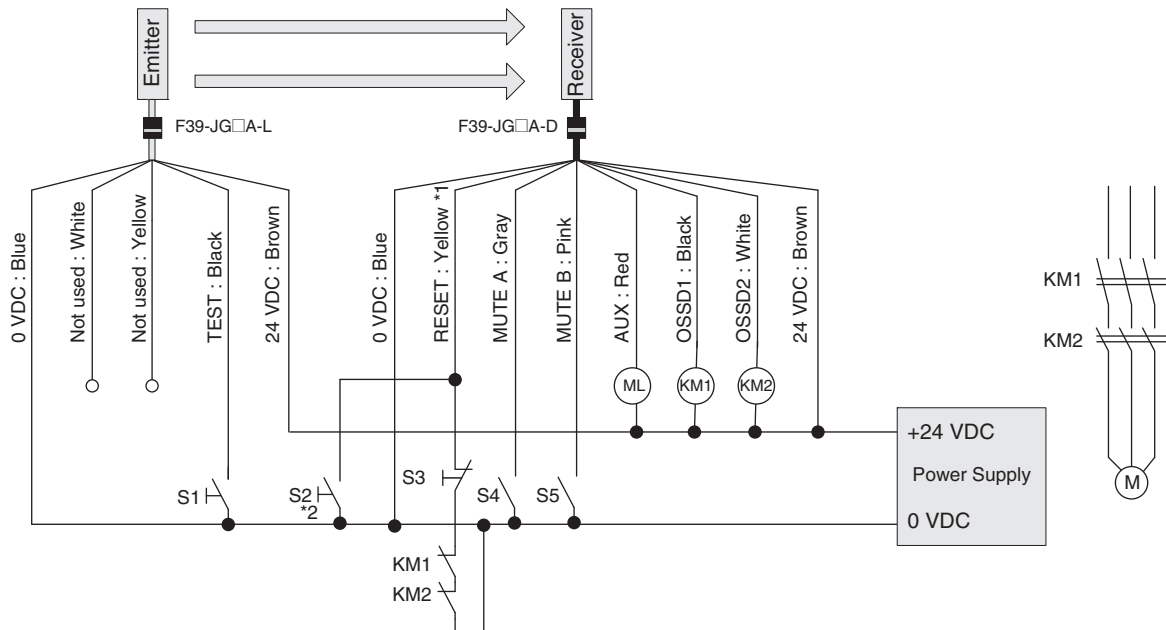 Emitter
Receiver
F39-JG□A-L
F39-JG□A-D
0 VDC : Blue
Not used : White
Not used : Yellow
TEST : Black
24 VDC : Brown
0 VDC : Blue
RESET : Yellow *1
MUTE A : Gray
MUTE B : Pink
AUX : Red
OSSD1 : Black
OSSD2 : White
24 VDC : Brown
KM1
KM2
M
ML
KM1
KM2
+24 VDC
Power Supply
0 VDC
S1
S2
*2
S3
S4
S5
KM1
KM2